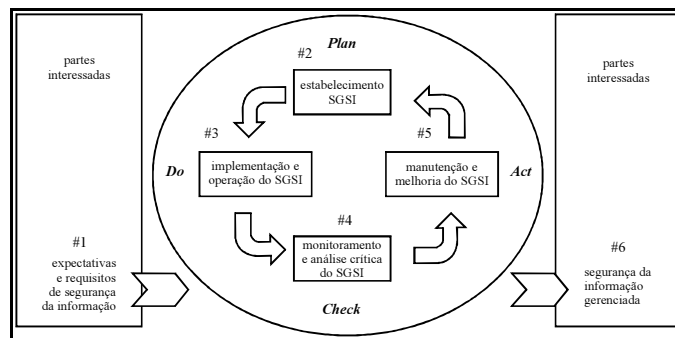 partes
interessadas
#1
expectativas
e requisitos
de segurança
da informação
Plan
#2
estabelecimento
SGSI
#3
Do
implementação e
operação do SGSI
#4
monitoramento
e análise crítica
do SGSI
Check
#5
manutenção e
melhoria do SGSI
Act
partes
interessadas
#6
segurança da
informação
gerenciada